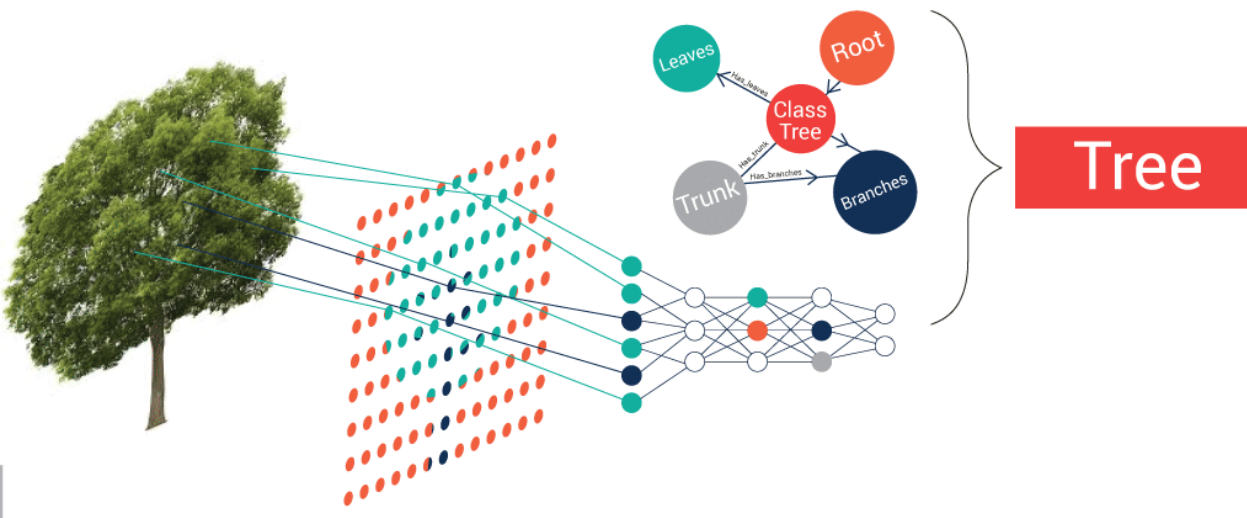 Leaves
Root
Has_leaves
Class
Tree
Has_trunk
Has_branches
Trunk
Branches
Tree